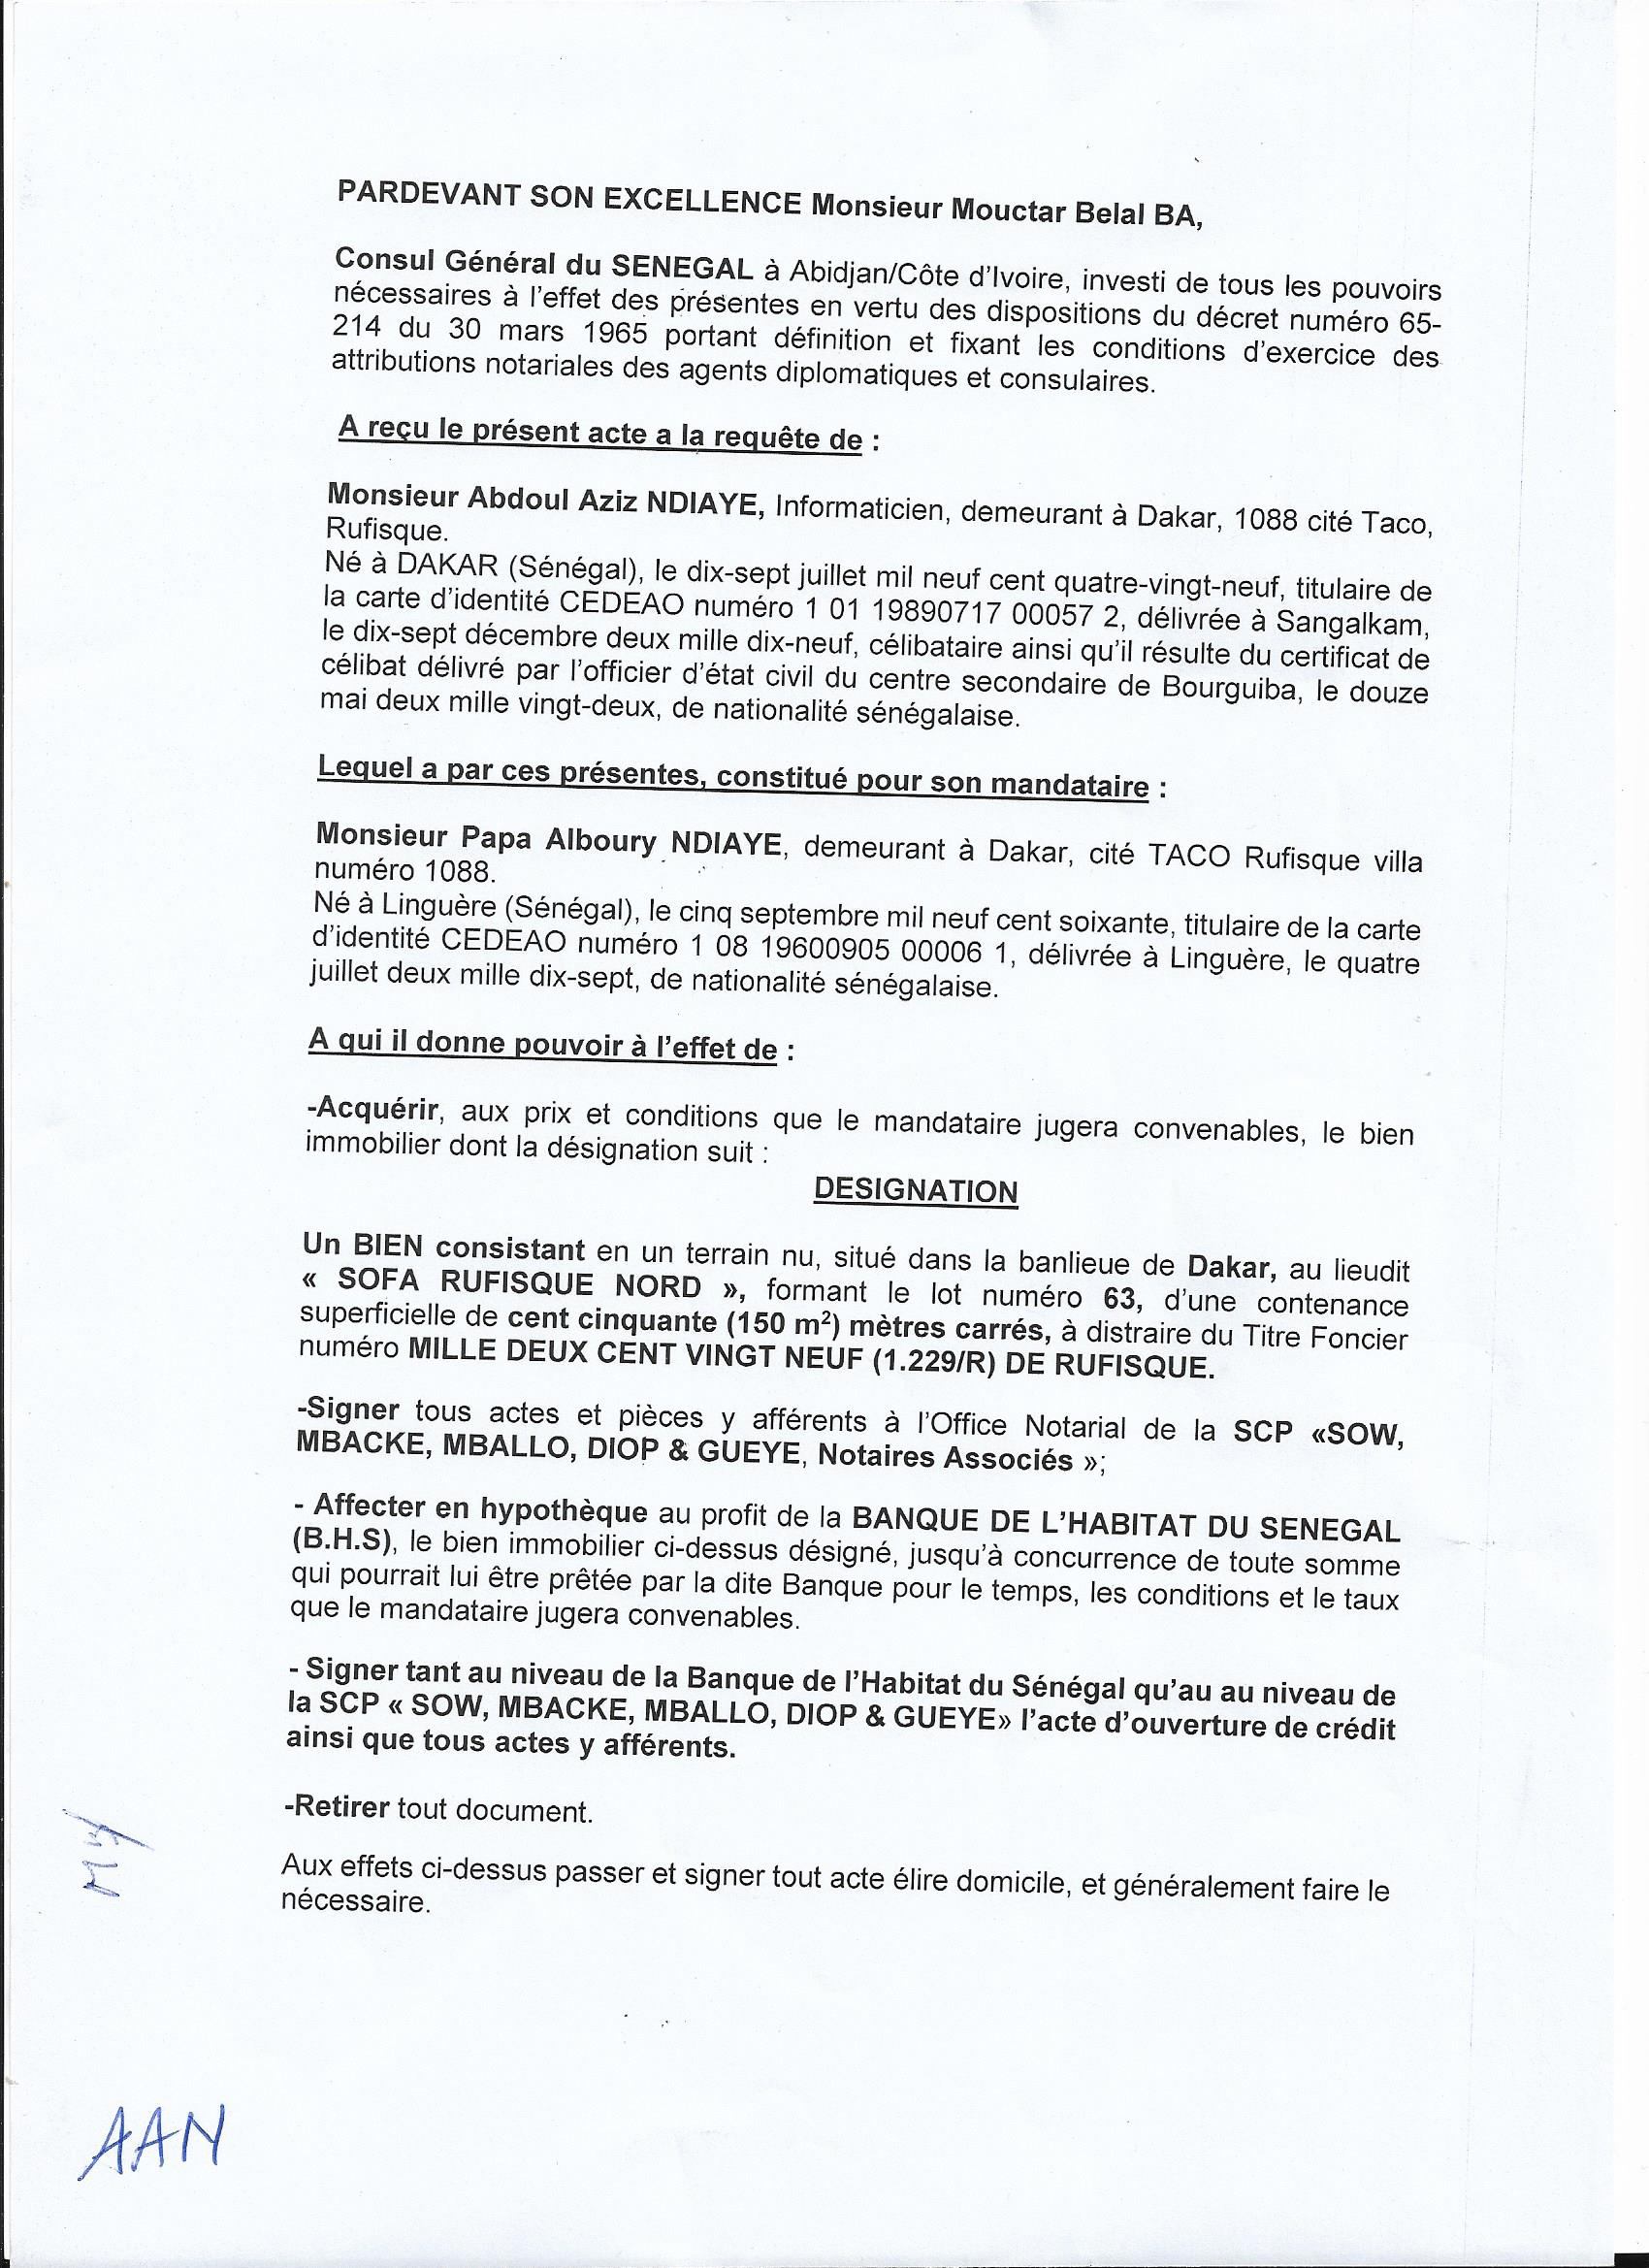 PARDEVANT SON EXCELLENCE Monsieur Mouctar Belal BA,
Consul Général du SENEGAL à Abidjan/Côte d'Ivoire, investi de tous les pouvoirs
nécessaires à l'effet des présentes en vertu des dispositions du décret numéro 65-
214 du 30 mars 1965 portant définition et fixant les conditions d'exercice des
attributions notariales des agents diplomatiques et consulaires.
A reçu le présent acte a la requête de :
Monsieur Abdoul Aziz NDIAYE, Informaticien, demeurant à Dakar, 1088 cité Taco,
Rufisque.
Né à DAKAR (Sénégal), le dix-sept juillet mil neuf cent quatre-vingt-neuf, titulaire de
la carte d'identité CEDEAO numéro 1 01 19890717 00057 2, délivrée à Sangalkam,
le dix-sept décembre deux mille dix-neuf, célibataire ainsi qu'il résulte du certificat de
célibat délivré par l'officier d'état civil du centre secondaire de Bourguiba, le douze
mai deux mille vingt-deux, de nationalité sénégalaise.
Lequel a par ces présentes, constitué pour son mandataire :
Monsieur Papa Alboury NDIAYE, demeurant à Dakar, cité TACO Rufisque villa
numéro 1088.
Né à Linguère (Sénégal), le cinq septembre mil neuf cent soixante, titulaire de la carte
d'identité CEDEAO numéro 1 08 19600905 00006 1, délivrée à Linguère, le quatre
juillet deux mille dix-sept, de nationalité sénégalaise.
A qui il donne pouvoir à l'effet de :
-Acquérir, aux prix et conditions que le mandataire jugera convenables, le bien
immobilier dont la désignation suit :
DESIGNATION
Un BIEN consistant en un terrain nu, situé dans la banlieue de Dakar, au lieudit
« SOFA RUFISQUE NORD », formant le lot numéro 63, d'une contenance
superficielle de cent cinquante (150 m²) mètres carrés, à distraire du Titre Foncier
numéro MILLE DEUX CENT VINGT NEUF (1.229/R) DE RUFISQUE.
-Signer tous actes et pièces y afférents à l'Office Notarial de la SCP «SOW,
MBACKE, MBALLO, DIOP & GUEYE, Notaires Associés »;
- Affecter en hypothèque au profit de la BANQUE DE L'HABITAT DU SENEGAL
(B.H.S), le bien immobilier ci-dessus désigné, jusqu'à concurrence de toute somme
qui pourrait lui être prêtée par la dite Banque pour le temps, les conditions et le taux
que le mandataire jugera convenables.
- Signer tant au niveau de la Banque de l'Habitat du Sénégal qu'au au niveau de
la SCP « SOW, MBACKE, MBALLO, DIOP & GUEYE» l'acte d'ouverture de crédit
ainsi que tous actes y afférents.
-Retirer tout document.
Aux effets ci-dessus passer et signer tout acte élire domicile, et généralement faire le
nécessaire.
AAN